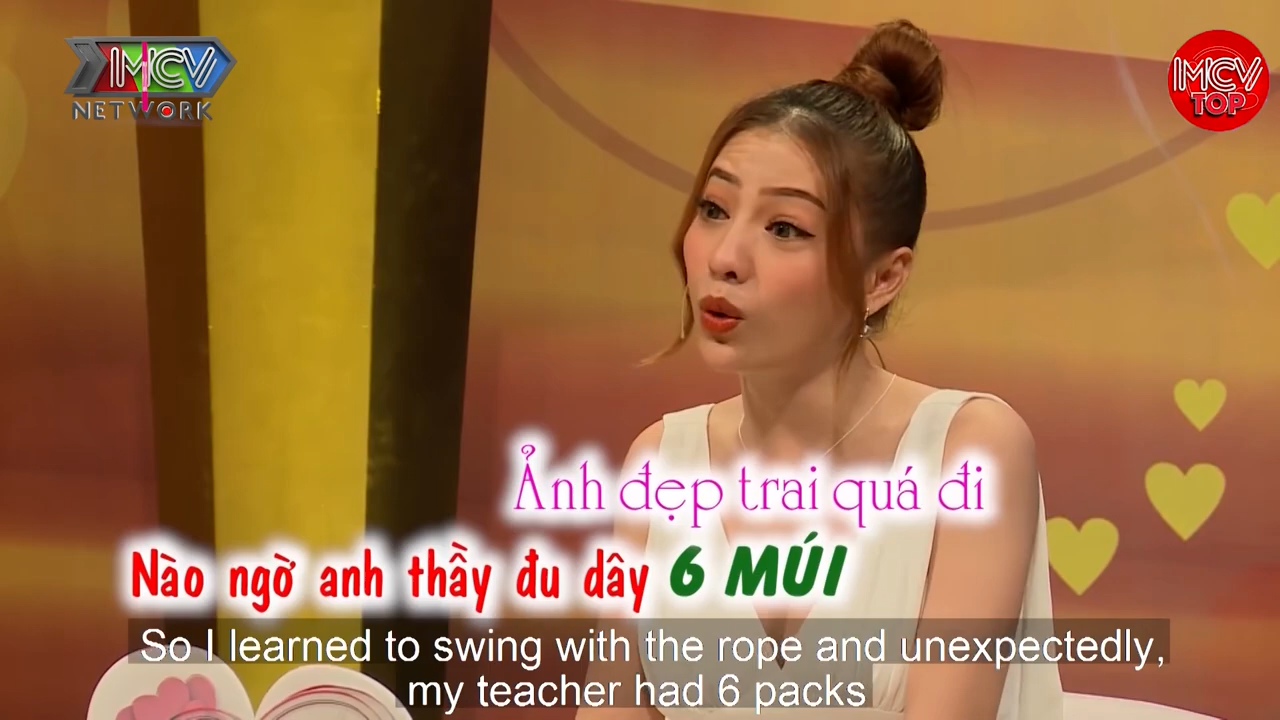 MCV
NETWORK
MCV
TOP
Ảnh đẹp trai quá đi
Nào ngờ anh thầy đu dây 6 MÚI
So I learned to swing with the rope and unexpectedly,
my teacher had 6 packs